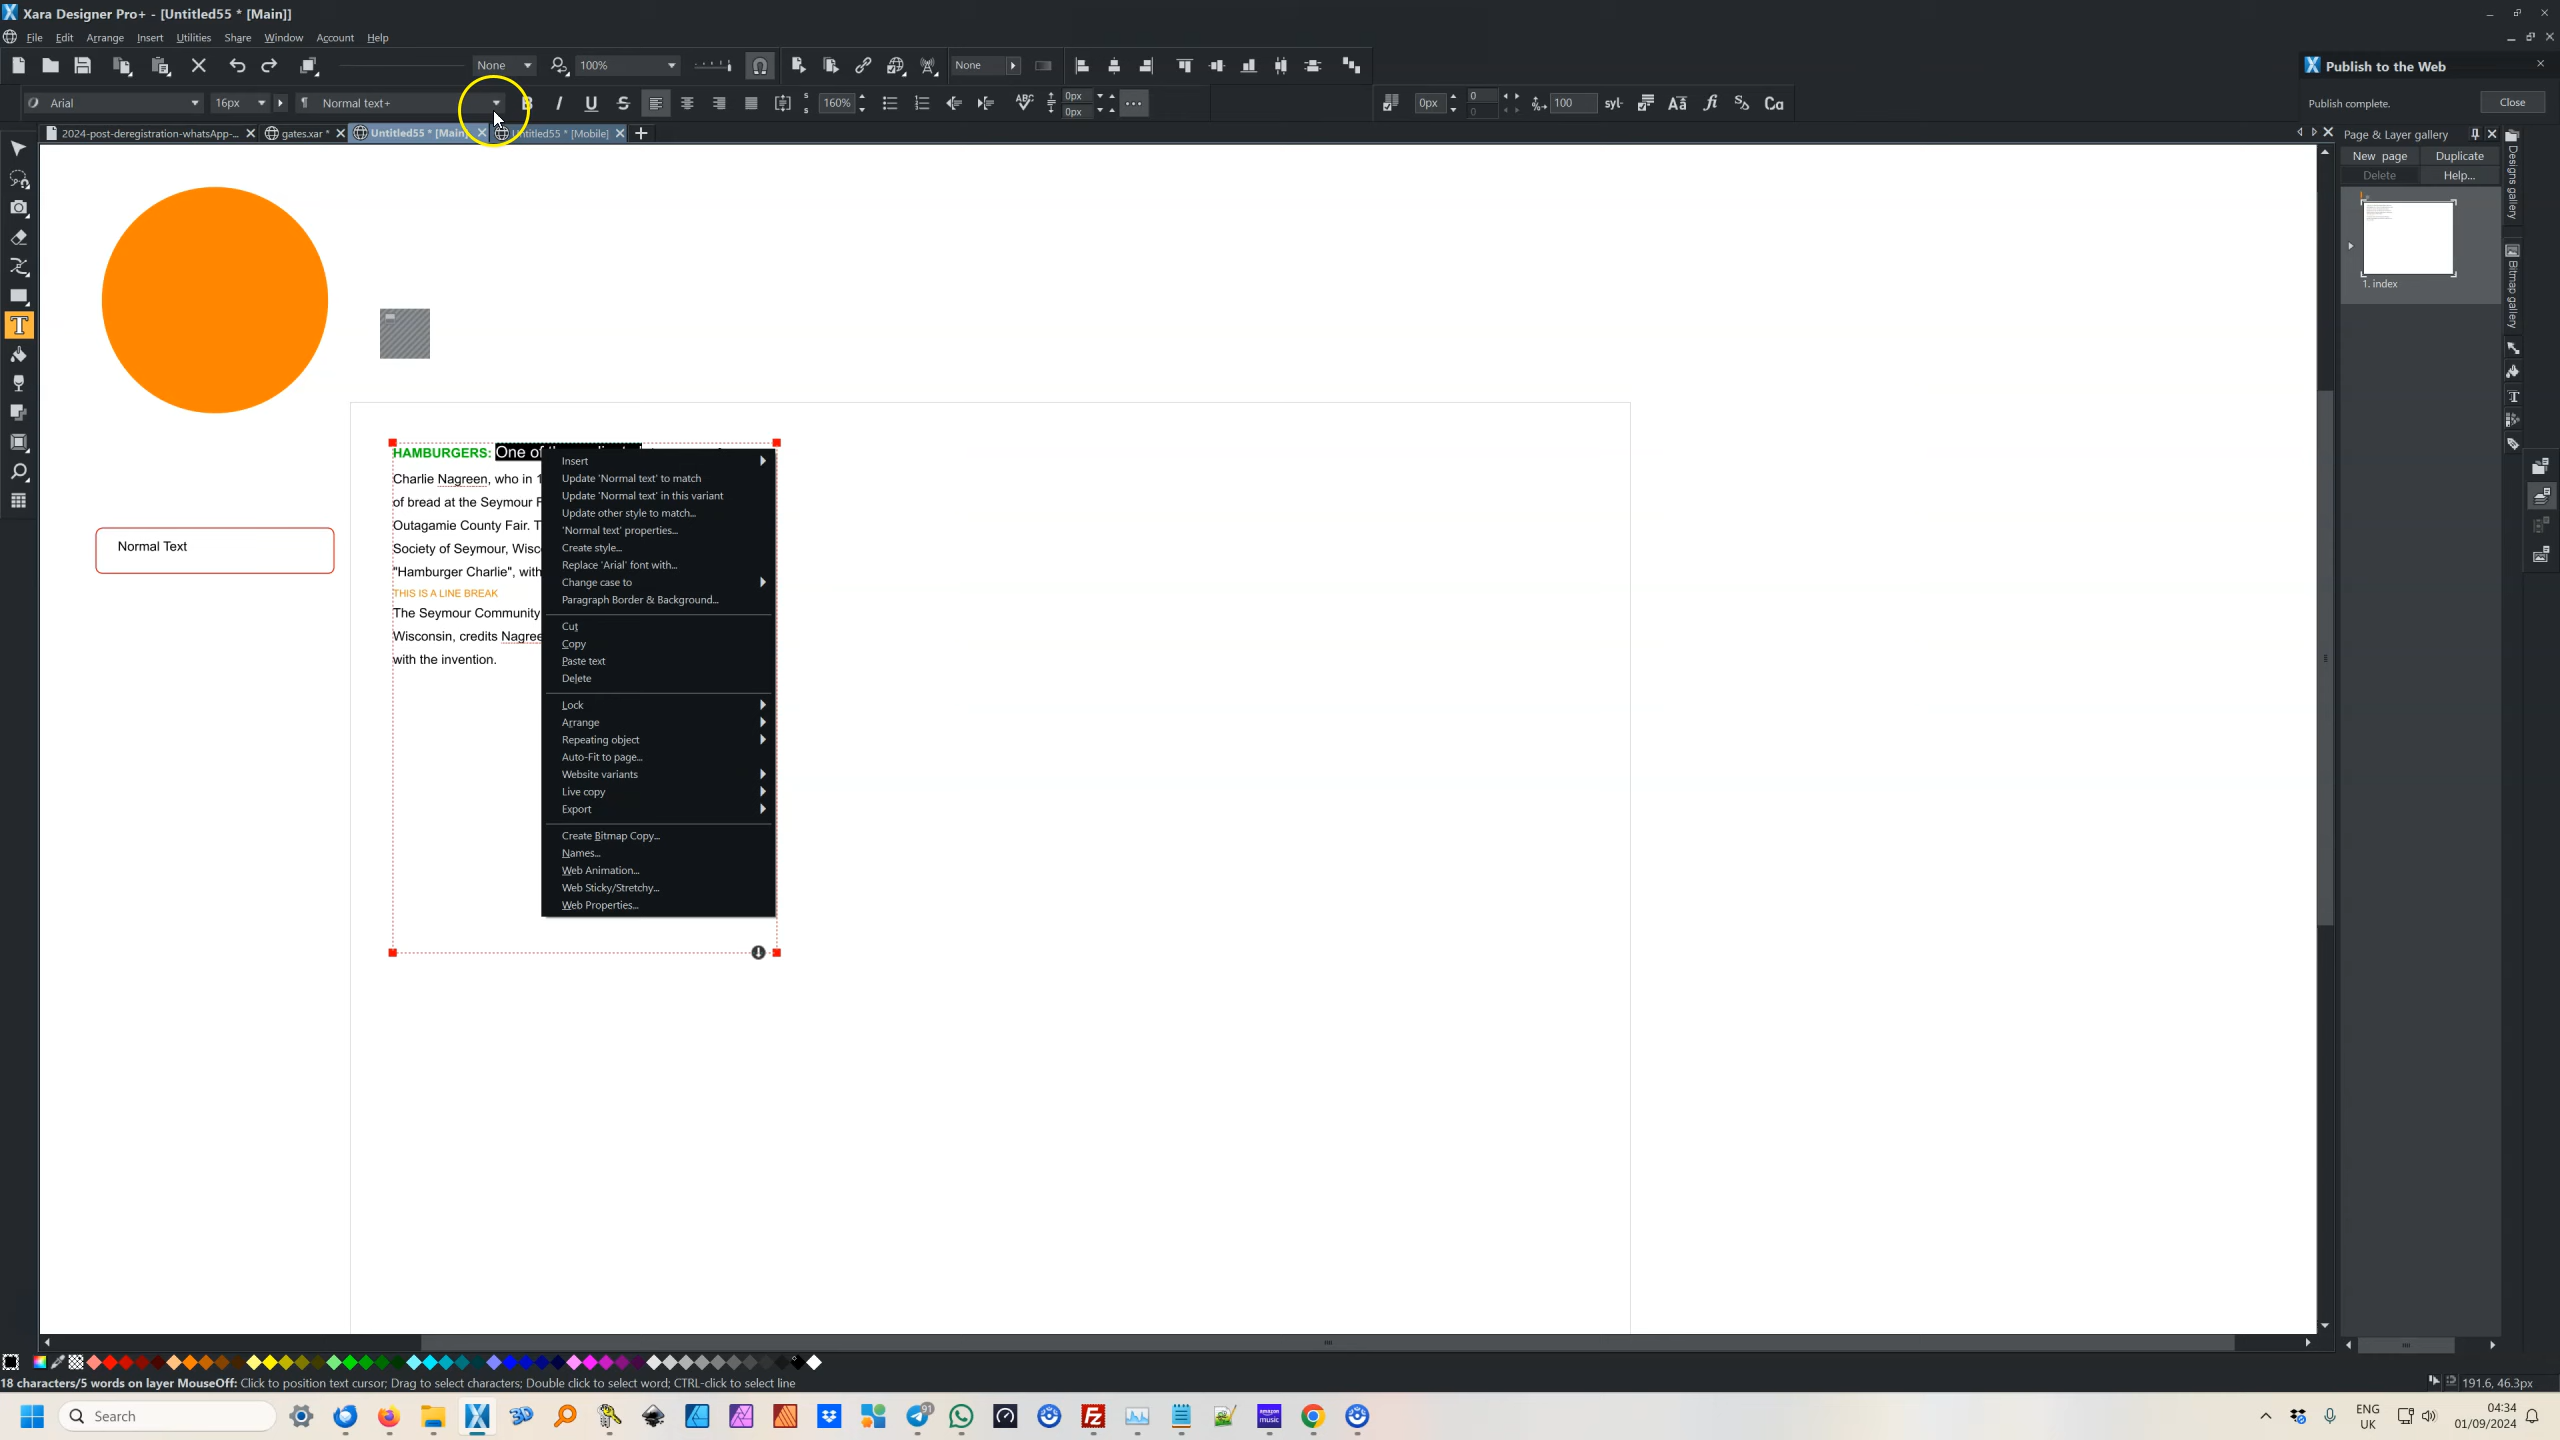 Xara Designer Pro+ - [Untitled55 * [Main]]
File Edit Arrange Insert Utilities Share Window Account Help
None 100% None
Publish to the Web
Arial 16px Normal text+ 160% 0px 0px 0px 0 0 100 syl-
Publish complete. Close
2024-post-deregistration-whatsApp-... gates.xar * Untitled55 * [Main] Untitled55 * [Mobile]
Page & Layer gallery
New page Duplicate
Delete Help...
1. index
Designs gallery
Bitmap gallery
HAMBURGERS: One of
Charlie Nagreen, who in 1
of bread at the Seymour F
Outagamie County Fair. T
Society of Seymour, Wisc
"Hamburger Charlie", with
THIS IS A LINE BREAK
The Seymour Community
Wisconsin, credits Nagree
with the invention.
Normal Text
Insert
Update 'Normal text' to match
Update 'Normal text' in this variant
Update other style to match...
'Normal text' properties...
Create style...
Replace 'Arial' font with...
Change case to
Paragraph Border & Background...
Cut
Copy
Paste text
Delete
Lock
Arrange
Repeating object
Auto-Fit to page...
Website variants
Live copy
Export
Create Bitmap Copy...
Names...
Web Animation...
Web Sticky/Stretchy...
Web Properties...
18 characters/5 words on layer MouseOff: Click to position text cursor; Drag to select characters; Double click to select word; CTRL-click to select line
191.6, 46.3px
Search
91
ENG
UK
04:34
01/09/2024